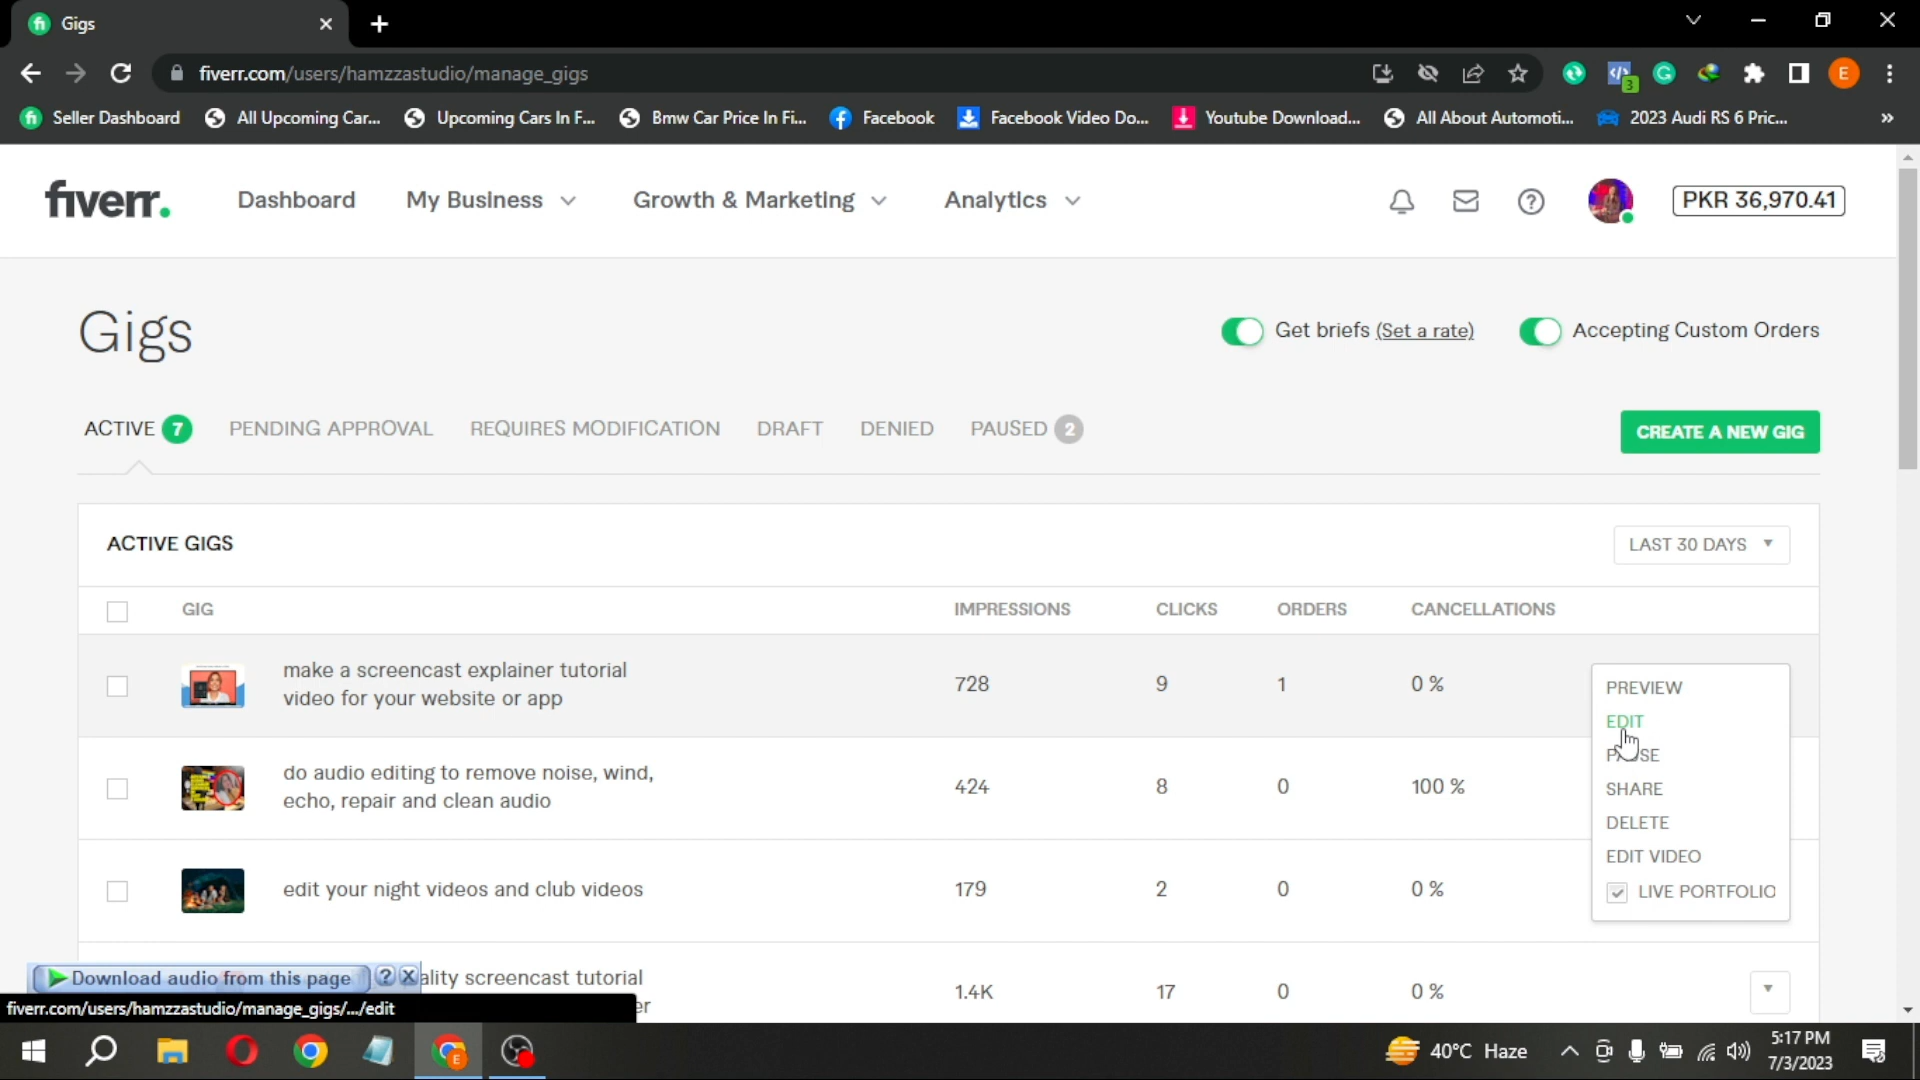 Gigs
fiverr.com/users/hamzzastudio/manage_gigs
3
E
Seller Dashboard
All Upcoming Car...
Upcoming Cars In F...
Bmw Car Price In Fi...
Facebook
Facebook Video Do...
Youtube Download...
All About Automoti...
2023 Audi RS 6 Pric...
»
fiverr.
Dashboard
My Business
Growth & Marketing
Analytics
PKR 36,970.41
Gigs
Get briefs (Set a rate)
Accepting Custom Orders
ACTIVE 7
PENDING APPROVAL
REQUIRES MODIFICATION
DRAFT
DENIED
PAUSED 2
CREATE A NEW GIG
ACTIVE GIGS
LAST 30 DAYS
GIG
IMPRESSIONS
CLICKS
ORDERS
CANCELLATIONS
make a screencast explainer tutorial
video for your website or app
728
9
1
0 %
PREVIEW
EDIT
PAUSE
SHARE
DELETE
EDIT VIDEO
LIVE PORTFOLIO
do audio editing to remove noise, wind,
echo, repair and clean audio
424
8
0
100 %
edit your night videos and club videos
179
2
0
0 %
Download audio from this page
?
ality screencast tutorial
er
1.4K
17
0
0 %
fiverr.com/users/hamzzastudio/manage_gigs/.../edit
E
40°C Haze
5:17 PM
7/3/2023